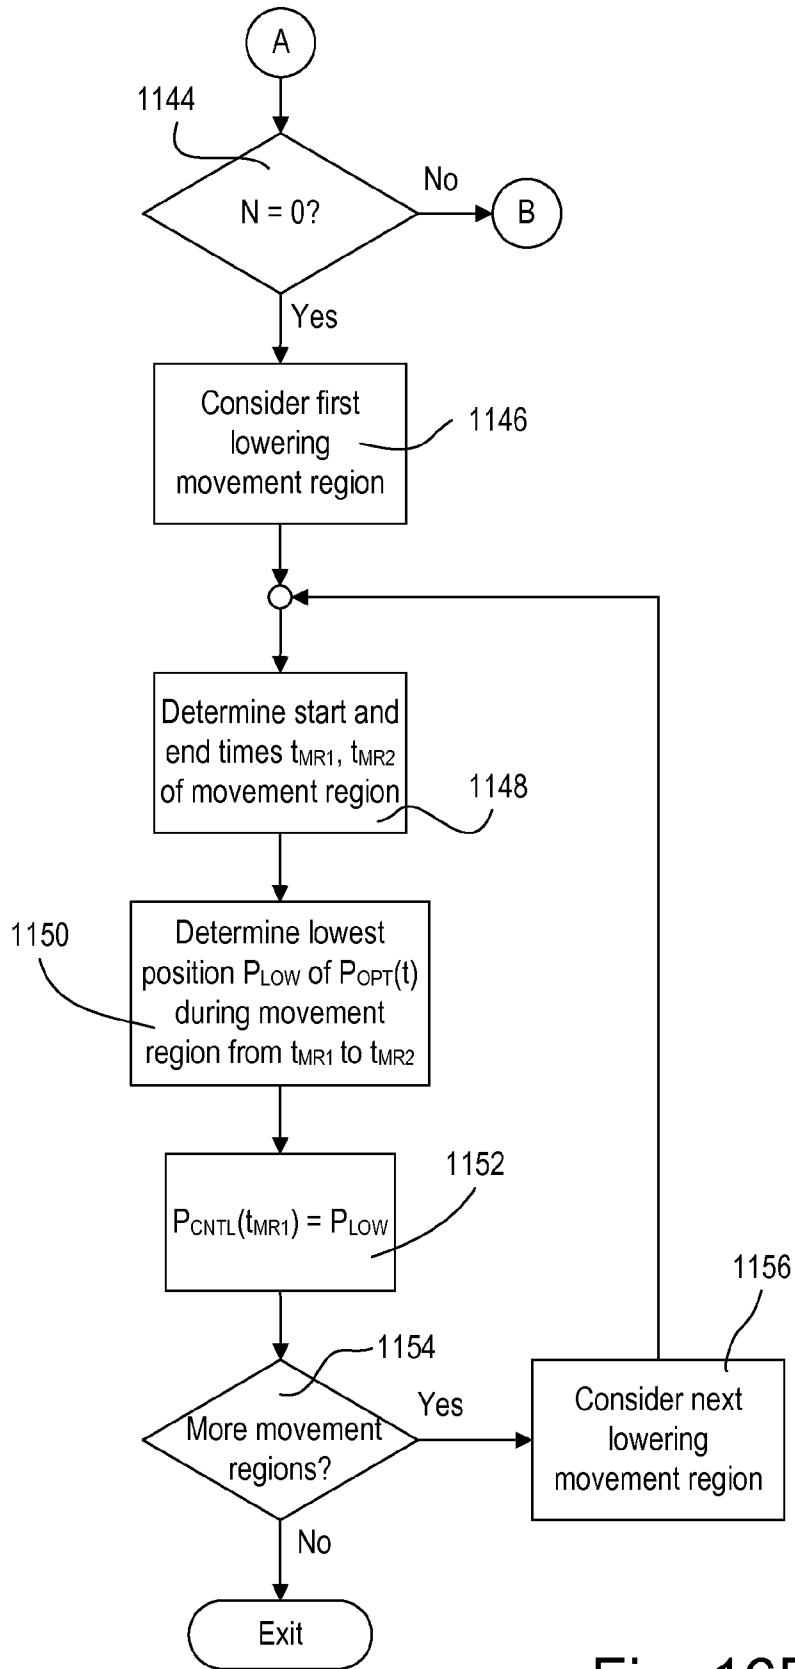 A
1144
N = 0?
No
B
Yes
Consider first
lowering
movement region
1146
Determine start and
end times tMR1, tMR2
of movement region
1148
1150
Determine lowest
position PLOW of POPT(t)
during movement
region from tMR1 to tMR2
1152
PCNTL(tMR1) = PLOW
1156
1154
More movement
regions?
Yes
Consider next
lowering
movement region
No
Exit